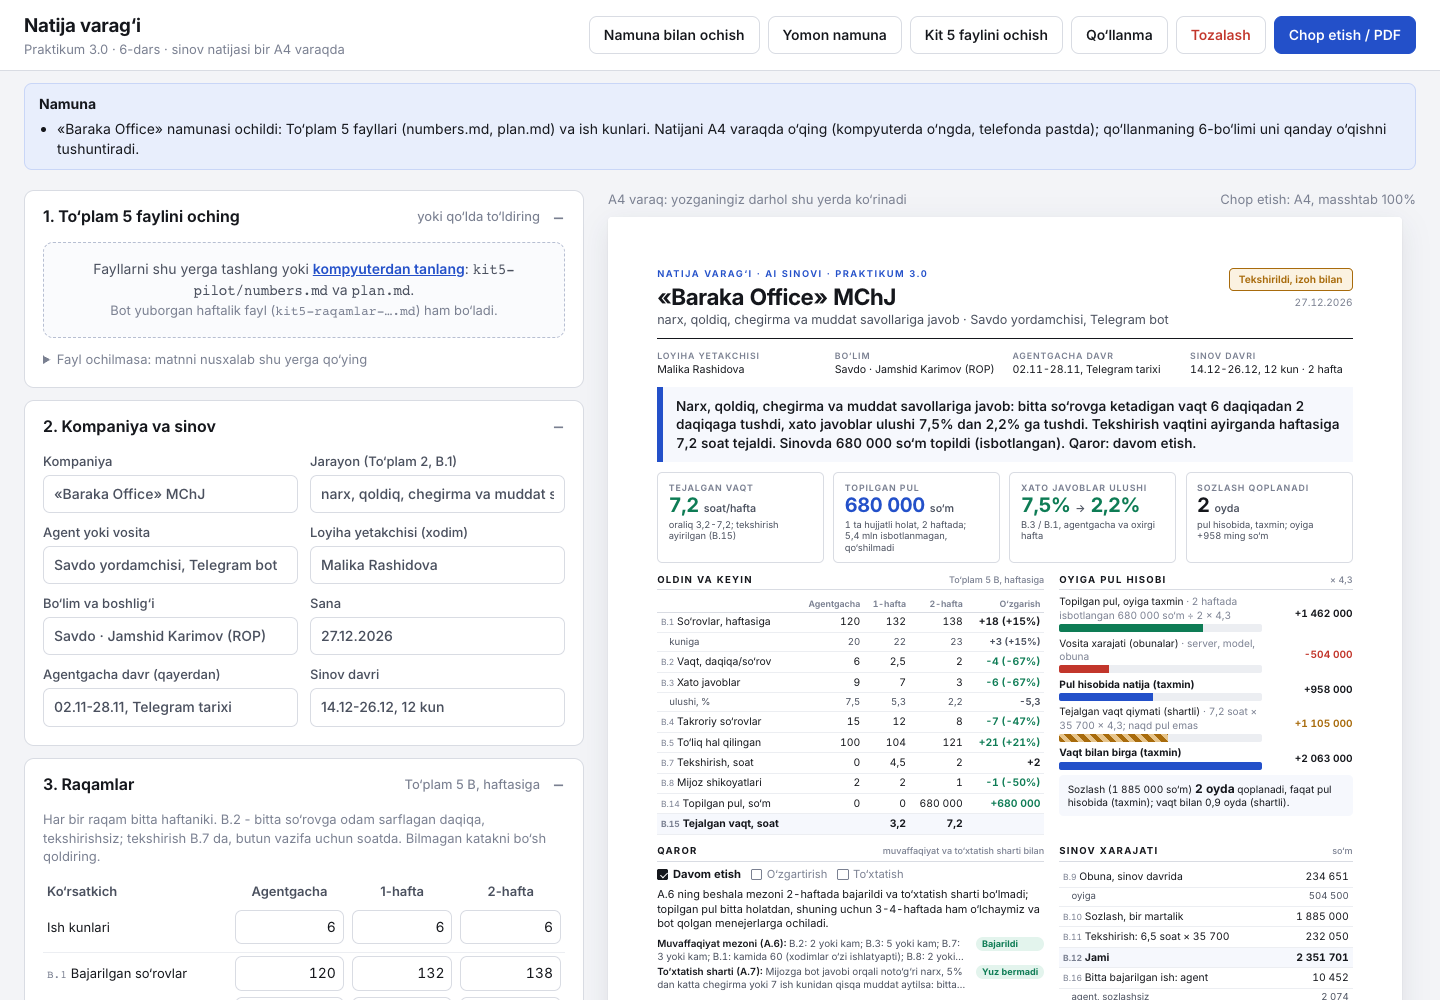 Natija varag‘i
Praktikum 3.0 · 6-dars · sinov natijasi bir A4 varaqda
Namuna bilan ochish
Yomon namuna
Kit 5 faylini ochish
Qo‘llanma
Tozalash
Chop etish / PDF
Namuna
• «Baraka Office» namunasi ochildi: To‘plam 5 fayllari (numbers.md, plan.md) va ish kunlari. Natijani A4 varaqda o‘qing (kompyuterda o‘ngda, telefonda pastda); qo‘llanmaning 6-bo‘limi uni qanday o‘qishni
tushuntiradi.
1. To‘plam 5 faylini oching
yoki qo‘lda to‘ldiring –
Fayllarni shu yerga tashlang yoki kompyuterdan tanlang: kit5-
pilot/numbers.md va plan.md.
Bot yuborgan haftalik fayl (kit5-raqamlar-….md) ham bo‘ladi.
▶ Fayl ochilmasa: matnni nusxalab shu yerga qo‘ying
2. Kompaniya va sinov –
Kompaniya
Jarayon (To‘plam 2, B.1)
«Baraka Office» MChJ
narx, qoldiq, chegirma va muddat s
Agent yoki vosita
Loyiha yetakchisi (xodim)
Savdo yordamchisi, Telegram bot
Malika Rashidova
Bo‘lim va boshlig‘i
Sana
Savdo · Jamshid Karimov (ROP)
27.12.2026
Agentgacha davr (qayerdan)
Sinov davri
02.11-28.11, Telegram tarixi
14.12-26.12, 12 kun
3. Raqamlar
To‘plam 5 B, haftasiga –
Har bir raqam bitta haftaniki. B.2 - bitta so‘rovga odam sarflagan daqiqa,
tekshirishsiz; tekshirish B.7 da, butun vazifa uchun soatda. Bilmagan katakni bo‘sh
qoldiring.
Ko‘rsatkich Agentgacha 1-hafta 2-hafta
Ish kunlari 6 6 6
B.1 Bajarilgan so‘rovlar 120 132 138
A4 varaq: yozganingiz darhol shu yerda ko‘rinadi
Chop etish: A4, masshtab 100%
NATIJA VARAG‘I · AI SINOVI · PRAKTIKUM 3.0
Tekshirildi, izoh bilan
«Baraka Office» MChJ
27.12.2026
narx, qoldiq, chegirma va muddat savollariga javob · Savdo yordamchisi, Telegram bot
LOYIHA YETAKCHISI
Malika Rashidova
BO‘LIM
Savdo · Jamshid Karimov (ROP)
AGENTGACHA DAVR
02.11-28.11, Telegram tarixi
SINOV DAVRI
14.12-26.12, 12 kun · 2 hafta
Narx, qoldiq, chegirma va muddat savollariga javob: bitta so‘rovga ketadigan vaqt 6 daqiqadan 2
daqiqaga tushdi, xato javoblar ulushi 7,5% dan 2,2% ga tushdi. Tekshirish vaqtini ayirganda haftasiga
7,2 soat tejaldi. Sinovda 680 000 so‘m topildi (isbotlangan). Qaror: davom etish.
TEJALGAN VAQT
7,2 soat/hafta
oraliq 3,2-7,2; tekshirish
ayirilgan (B.15)
TOPILGAN PUL
680 000 so‘m
1 ta hujjatli holat, 2 haftada;
5,4 mln isbotlanmagan,
qo‘shilmadi
XATO JAVOBLAR ULUSHI
7,5% → 2,2%
B.3 / B.1, agentgacha va oxirgi
hafta
SOZLASH QOPLANADI
2 oyda
pul hisobida, taxmin; oyiga
+958 ming so‘m
OLDIN VA KEYIN
To‘plam 5 B, haftasiga
Agentgacha 1-hafta 2-hafta O‘zgarish
B.1 So‘rovlar, haftasiga 120 132 138 +18 (+15%)
kuniga 20 22 23 +3 (+15%)
B.2 Vaqt, daqiqa/so‘rov 6 2,5 2 -4 (-67%)
B.3 Xato javoblar 9 7 3 -6 (-67%)
ulushi, % 7,5 5,3 2,2 -5,3
B.4 Takroriy so‘rovlar 15 12 8 -7 (-47%)
B.5 To‘liq hal qilingan 100 104 121 +21 (+21%)
B.7 Tekshirish, soat 0 4,5 2 +2
B.8 Mijoz shikoyatlari 2 2 1 -1 (-50%)
B.14 Topilgan pul, so‘m 0 0 680 000 +680 000
B.15 Tejalgan vaqt, soat 3,2 7,2
OYIGA PUL HISOBI
× 4,3
Topilgan pul, oyiga taxmin · 2 haftada
isbotlangan 680 000 so‘m ÷ 2 × 4,3
+1 462 000
Vosita xarajati (obunalar) · server, model,
obuna
-504 000
Pul hisobida natija (taxmin)
+958 000
Tejalgan vaqt qiymati (shartli) · 7,2 soat ×
35 700 × 4,3; naqd pul emas
+1 105 000
Vaqt bilan birga (taxmin)
+2 063 000
Sozlash (1 885 000 so‘m) 2 oyda qoplanadi, faqat pul
hisobida (taxmin); vaqt bilan 0,9 oyda (shartli).
QAROR
muvaffaqiyat va to‘xtatish sharti bilan
Davom etish O‘zgartirish To‘xtatish
A.6 ning beshala mezoni 2-haftada bajarildi va to‘xtatish sharti bo‘lmadi;
topilgan pul bitta holatdan, shuning uchun 3-4-haftada ham o‘lchaymiz va
bot qolgan menejerlarga ochiladi.
Muvaffaqiyat mezoni (A.6): B.2: 2 yoki kam; B.3: 5 yoki kam; B.7:
3 yoki kam; B.1: kamida 60 (xodimlar o‘zi ishlatyapti); B.8: 2 yoki…
Bajarildi
To‘xtatish sharti (A.7): Mijozga bot javobi orqali noto‘g‘ri narx, 5%
dan katta chegirma yoki 7 ish kunidan qisqa muddat aytilsa: bitta…
Yuz bermadi
SINOV XARAJATI
so‘m
B.9 Obuna, sinov davrida 234 651
oyiga 504 500
B.10 Sozlash, bir martalik 1 885 000
B.11 Tekshirish: 6,5 soat × 35 700 232 050
B.12 Jami 2 351 701
B.16 Bitta bajarilgan ish: agent 10 452
agent, sozlashsiz 2 074